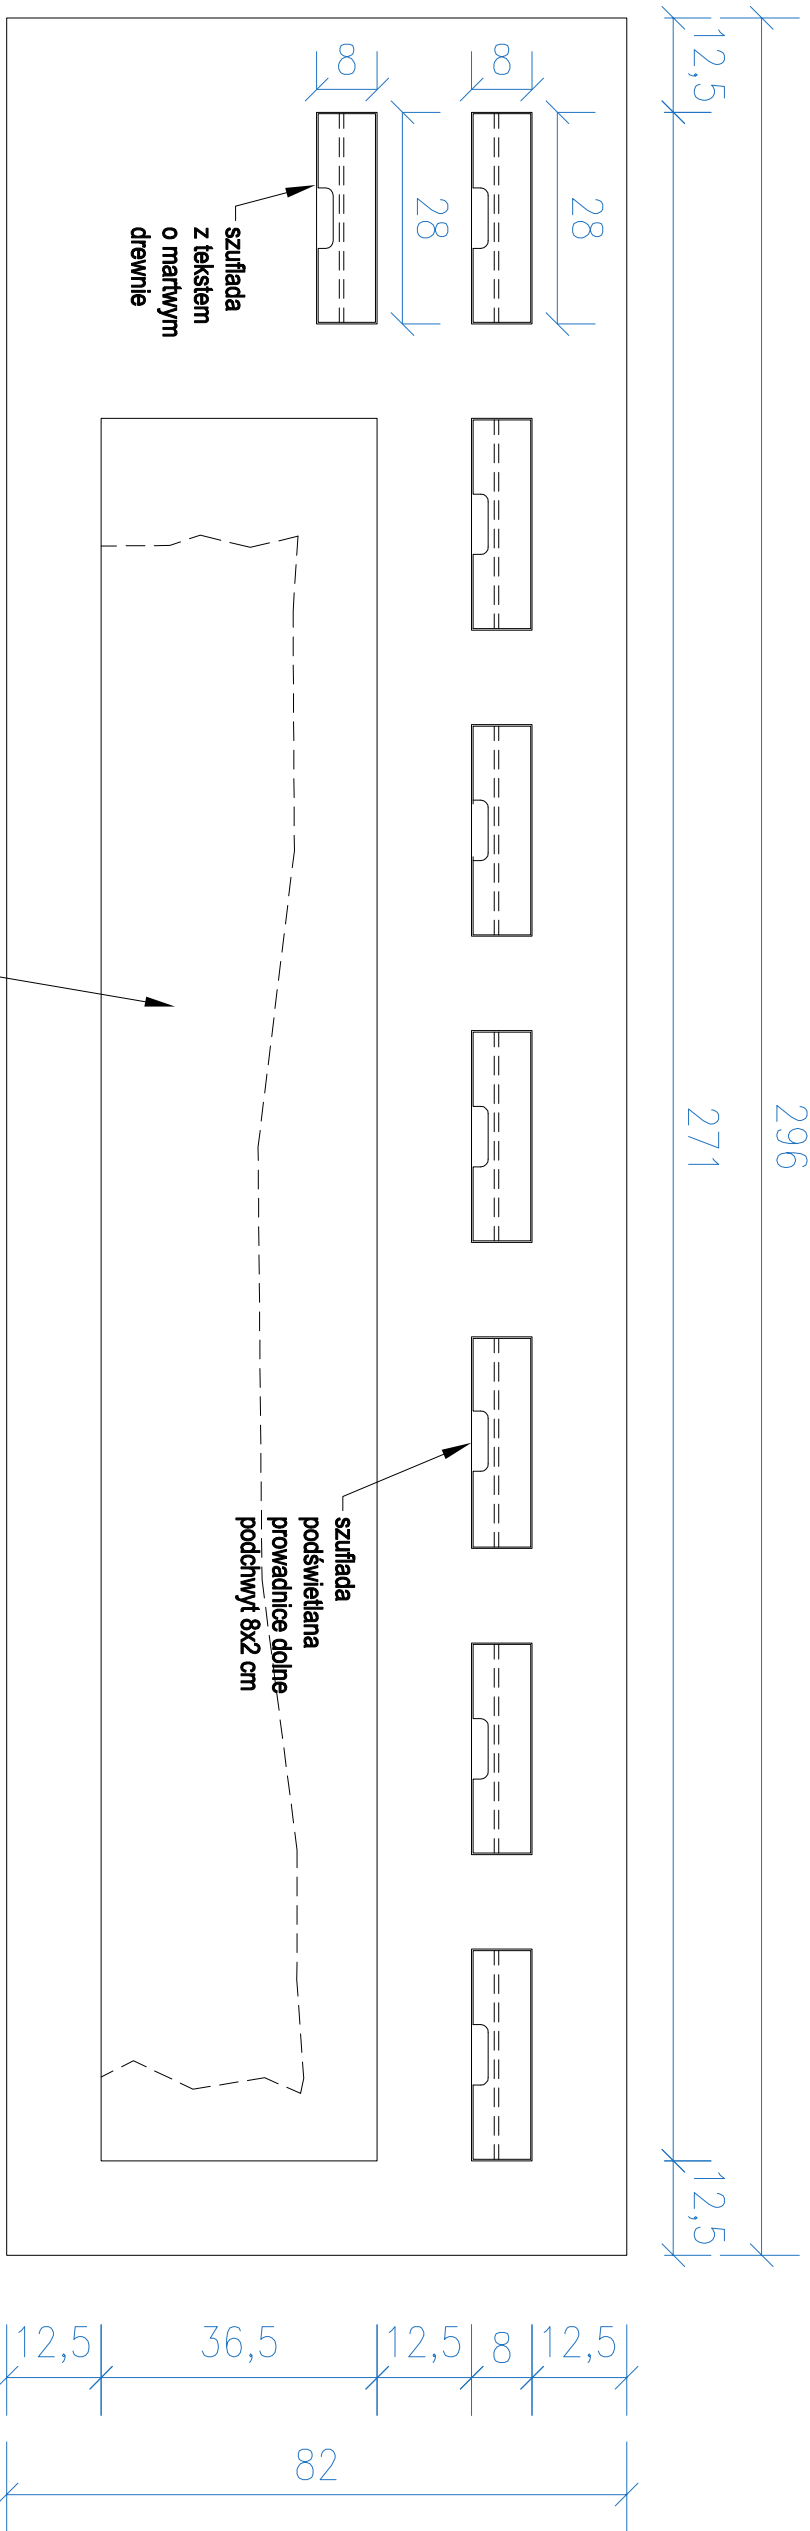 296
12,5
271
12,5
28
8
28
8
szuflada
z tekstem
o martwym
drewnie
szuflada
podświetlana
prowadnice dolne
podchwyt 8x2 cm
12,5
8
12,5
36,5
12,5
82